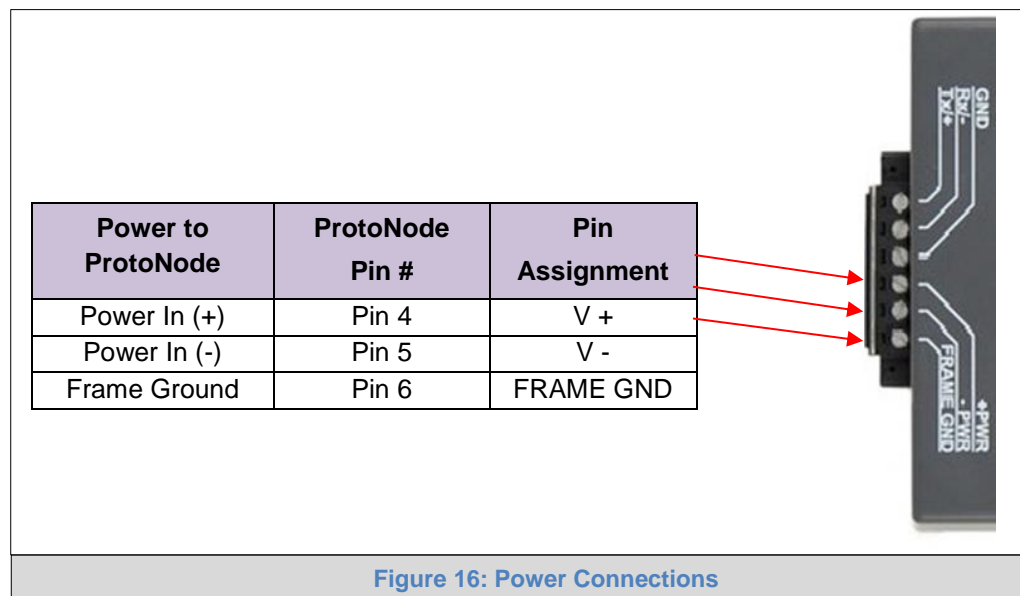 Power to ProtoNode Pin
ProtoNode Pin # Assignment
Power In (+) Pin 4 V +
Power In (-) Pin 5 V -
Frame Ground Pin 6 FRAME GND
GND
Rx/-
Tx/+
+PWR
- PWR
FRAME GND
Figure 16: Power Connections